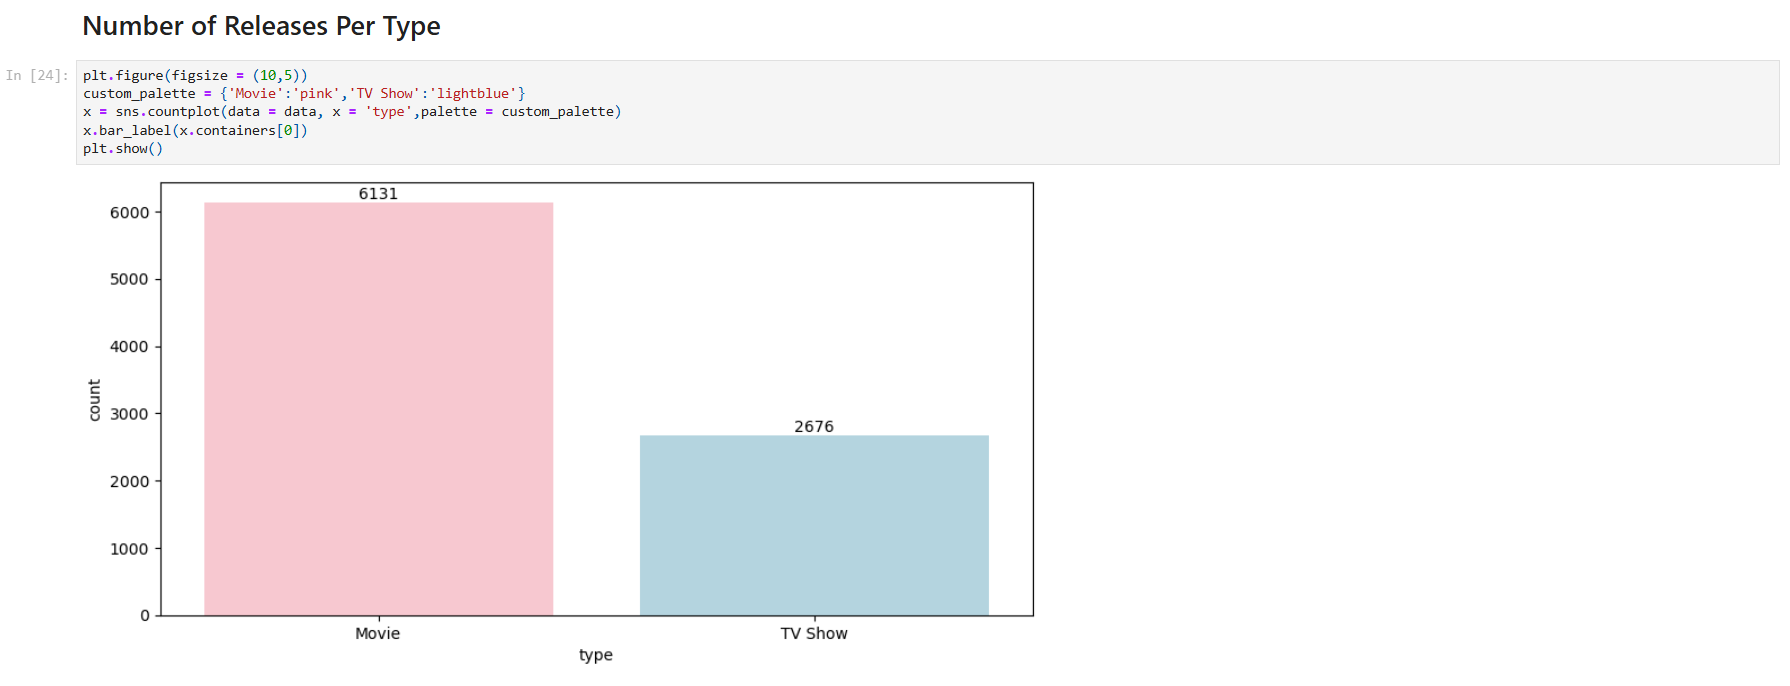 Number of Releases Per Type
In [24]:
plt.figure(figsize = (10,5))
custom_palette = {'Movie':'pink','TV Show':'lightblue'}
x = sns.countplot(data = data, x = 'type',palette = custom_palette)
x.bar_label(x.containers[0])
plt.show()
6131
6000
5000
4000
count
3000
2676
2000
1000
0
Movie
TV Show
type